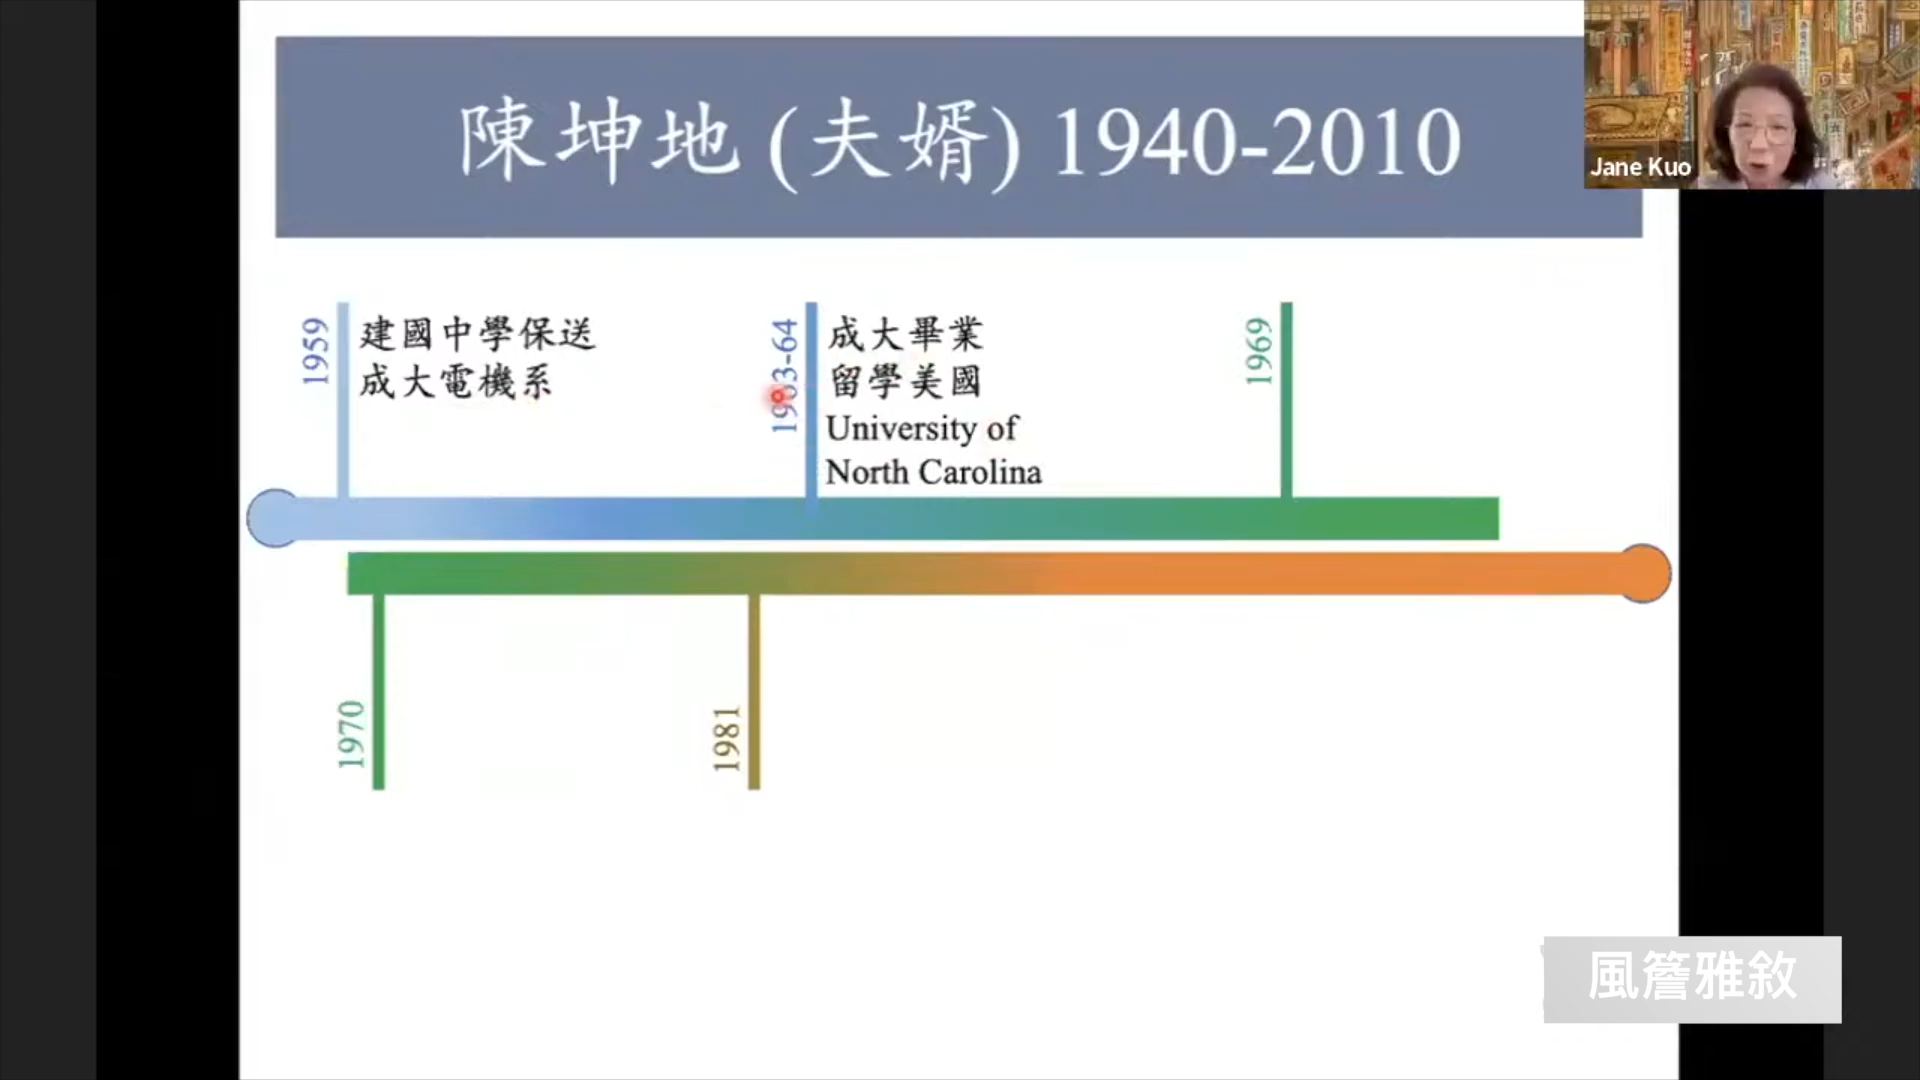 陳坤地 (夫婿) 1940-2010
Jane Kuo
1959
建國中學保送
成大電機系
1963-64
成大畢業
留學美國
University of
North Carolina
1969
1970
1981
風簷雅敘